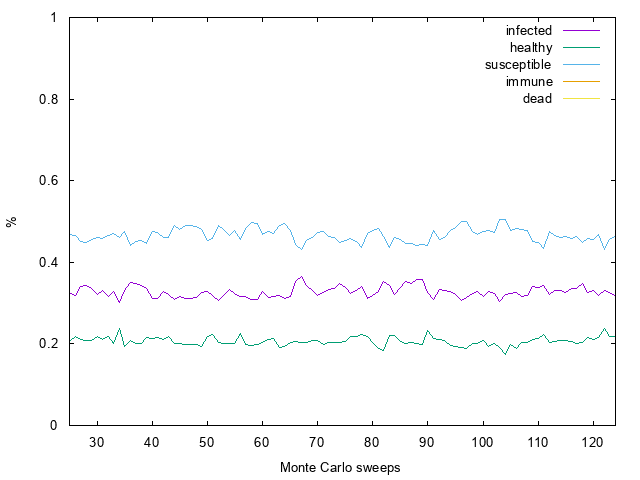 1
infected
healthy
susceptible
immune
dead
0.8
0.6
%
0.4
0.2
0
30 40 50 60 70 80 90 100 110 120
Monte Carlo sweeps